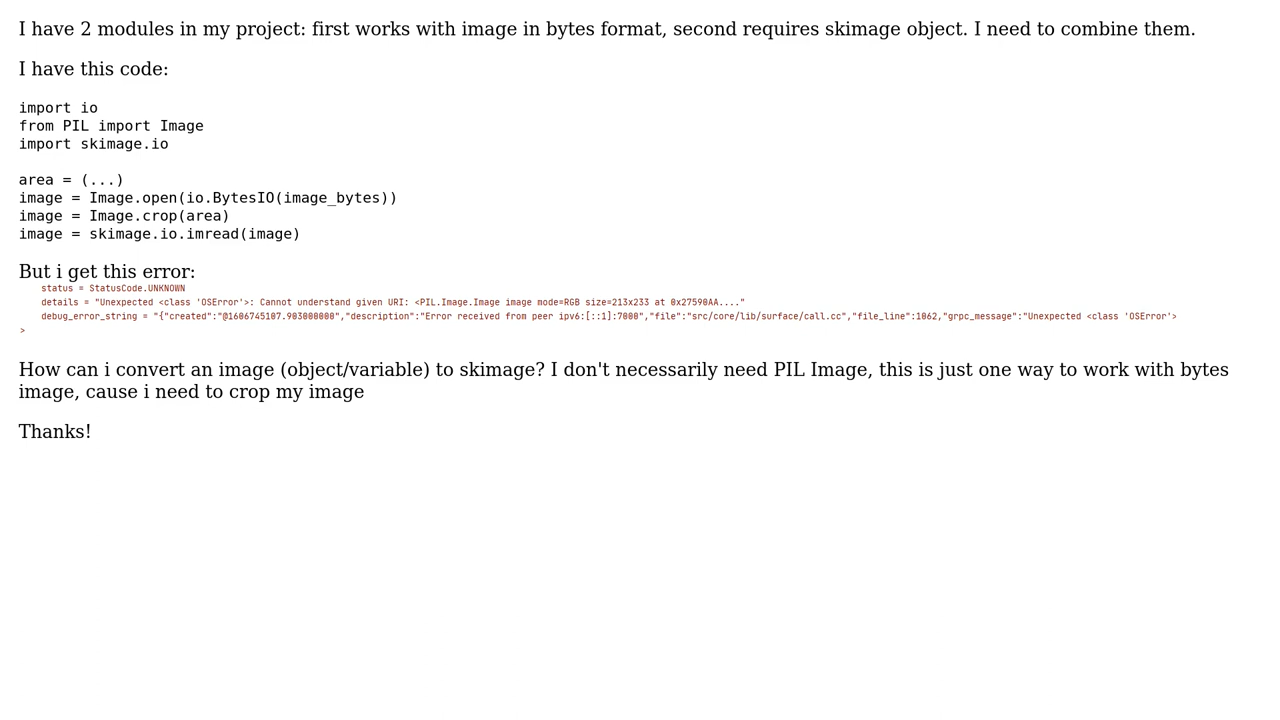 I have 2 modules in my project: first works with image in bytes format, second requires skimage object. I need to combine them.
I have this code:
import io
from PIL import Image
import skimage.io
area = (...)
image = Image.open(io.BytesIO(image_bytes))
image = Image.crop(area)
image = skimage.io.imread(image)
But i get this error:
status = StatusCode.UNKNOWN
details = "Unexpected <class 'OSError'>: Cannot understand given URI: <PIL.Image.Image image mode=RGB size=213x233 at 0x27590AA...."
debug_error_string = "{"created":"@1606745107.903000000","description":"Error received from peer ipv6:[::1]:7000","file":"src/core/lib/surface/call.cc","file_line":1062,"grpc_message":"Unexpected <class 'OSError'>
>
How can i convert an image (object/variable) to skimage? I don't necessarily need PIL Image, this is just one way to work with bytes
image, cause i need to crop my image
Thanks!